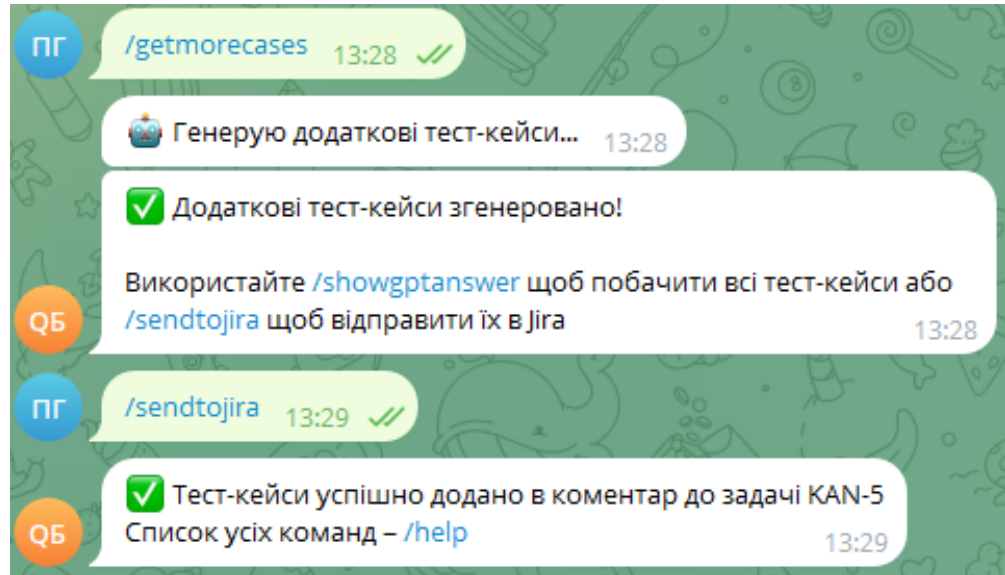 ПГ
/getmorecases 13:28
🤖 Генерую додаткові тест-кейси... 13:28
✅ Додаткові тест-кейси згенеровано!
Використайте /showgptanswer щоб побачити всі тест-кейси або
/sendtojira щоб відправити їх в Jira
QБ
13:28
ПГ
/sendtojira 13:29
✅ Тест-кейси успішно додано в коментар до задачі KAN-5
Список усіх команд – /help
QБ
13:29